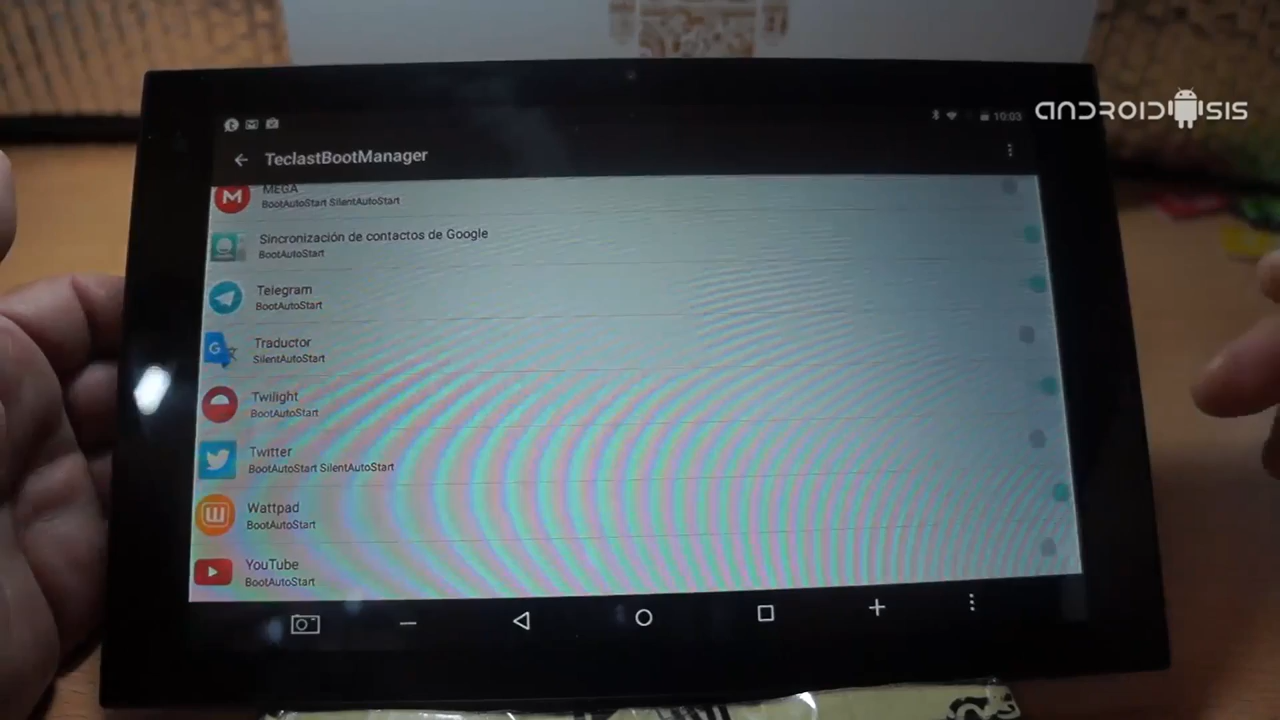 ANDROIDSIS
10:03
TeclastBootManager
MEGA
BootAutoStart SilentAutoStart
Sincronización de contactos de Google
BootAutoStart
Telegram
BootAutoStart
Traductor
SilentAutoStart
Twilight
BootAutoStart
Twitter
BootAutoStart SilentAutoStart
Wattpad
BootAutoStart
YouTube
BootAutoStart